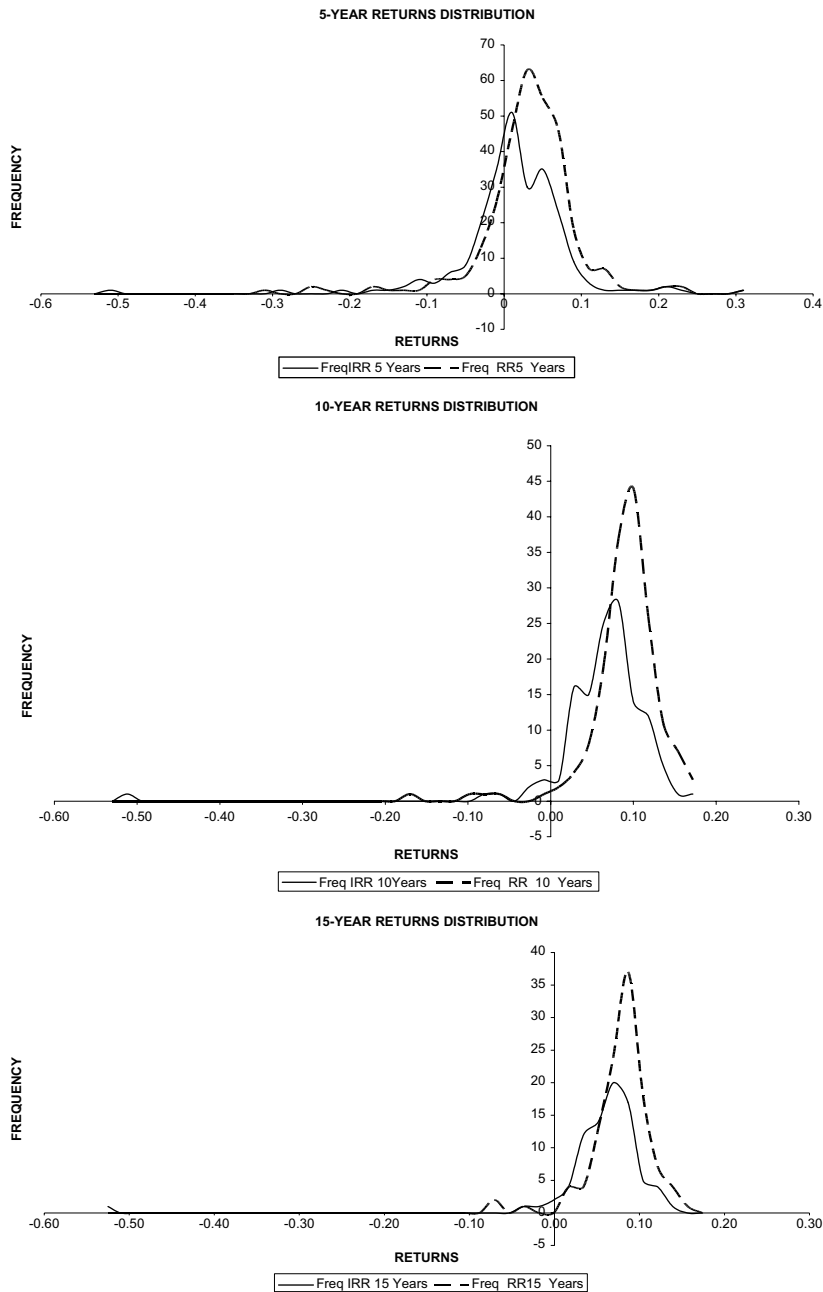 5-YEAR RETURNS DISTRIBUTION
70
60
50
40
30
20
10
0
-10
-0.6 -0.5 -0.4 -0.3 -0.2 -0.1 0 0.1 0.2 0.3 0.4
FREQUENCY
RETURNS
FreqIRR 5 Years Freq RR5 Years
10-YEAR RETURNS DISTRIBUTION
50
45
40
35
30
25
20
15
10
5
0
-5
-0.60 -0.50 -0.40 -0.30 -0.20 -0.10 0.00 0.10 0.20 0.30
FREQUENCY
RETURNS
Freq IRR 10Years Freq RR 10 Years
15-YEAR RETURNS DISTRIBUTION
40
35
30
25
20
15
10
5
0
-5
-0.60 -0.50 -0.40 -0.30 -0.20 -0.10 0.00 0.10 0.20 0.30
FREQUENCY
RETURNS
Freq IRR 15 Years Freq RR15 Years